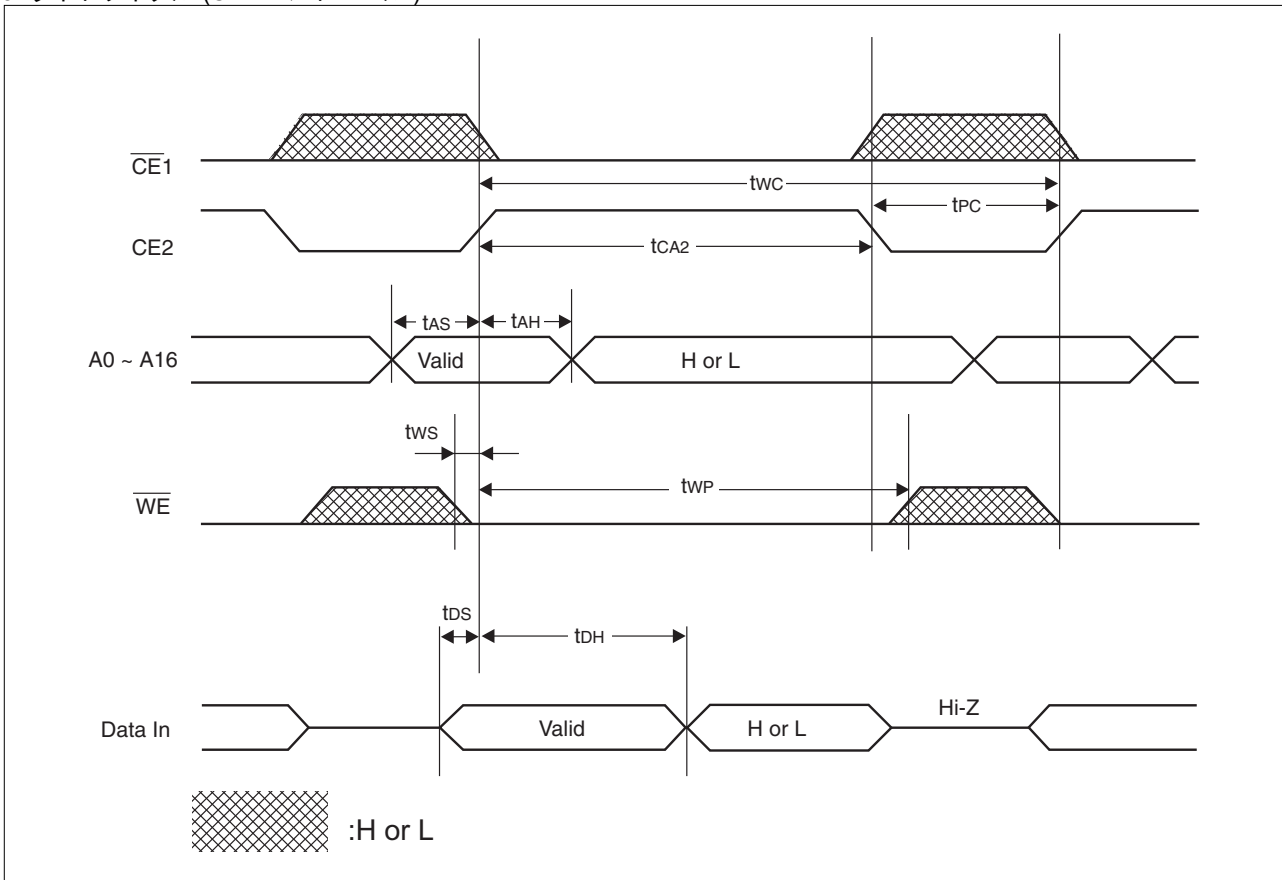 CE1
tWC
tPC
CE2
tCA2
tAS
tAH
A0 ~ A16
Valid
H or L
tWS
tWP
WE
tDS
tDH
Hi-Z
Data In
Valid
H or L
:H or L